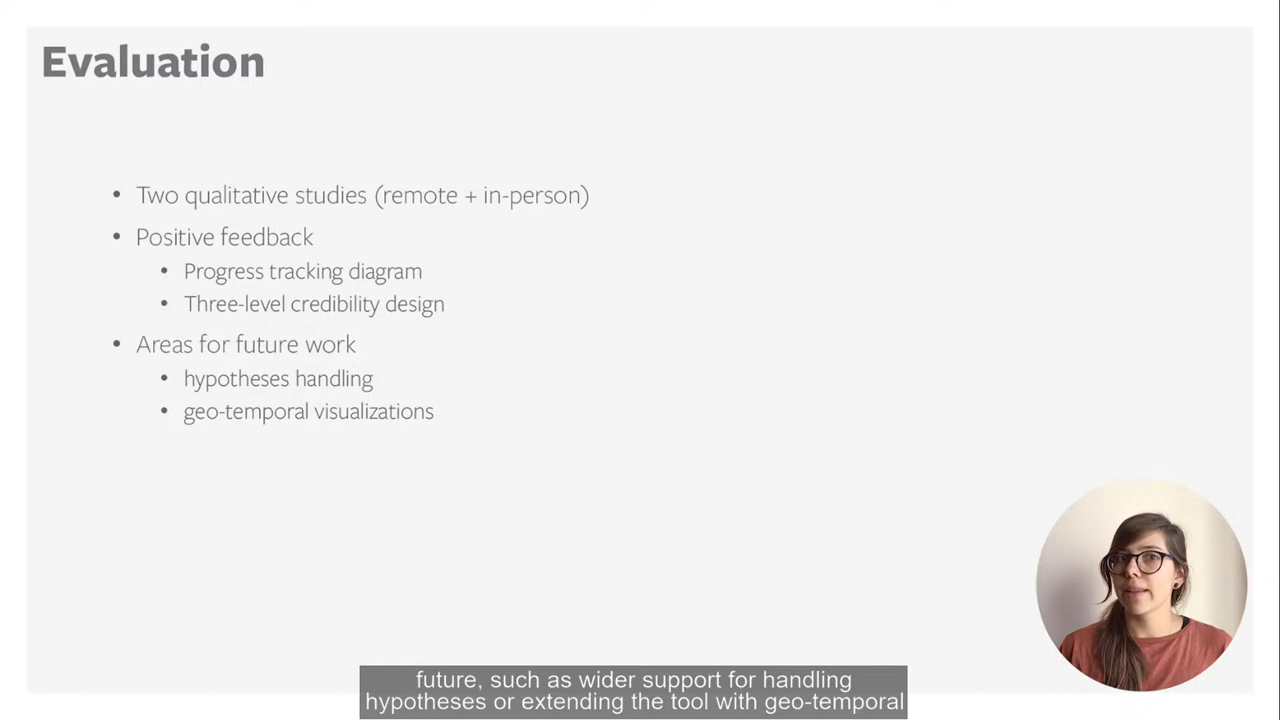 Evaluation
• Two qualitative studies (remote + in-person)
• Positive feedback
• Progress tracking diagram
• Three-level credibility design
• Areas for future work
• hypotheses handling
• geo-temporal visualizations
future, such as wider support for handling
hypotheses or extending the tool with geo-temporal